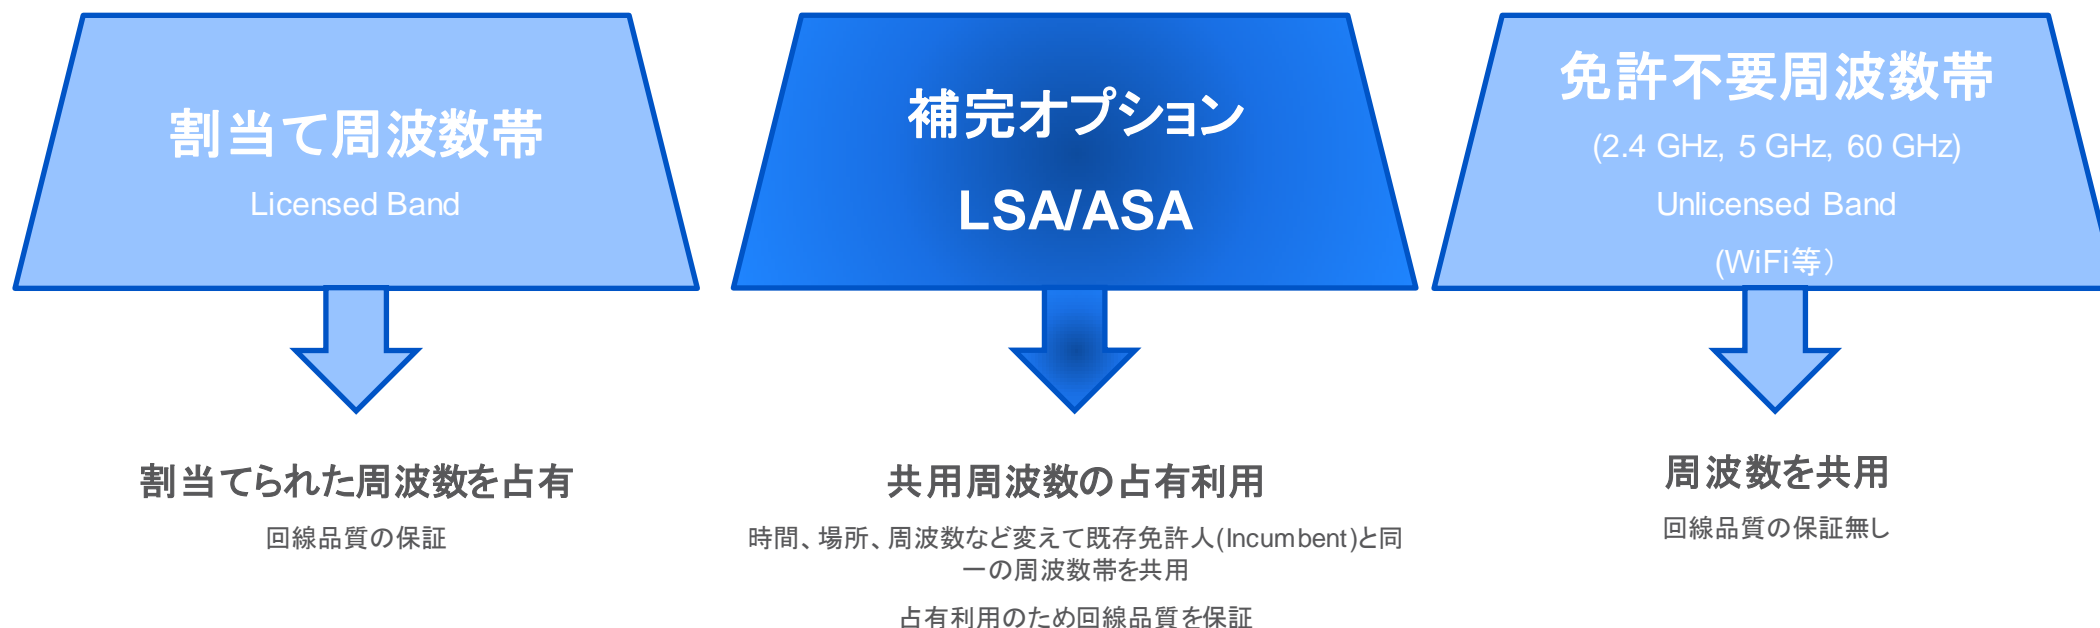 割当て周波数帯
Licensed Band
割当てられた周波数を占有
回線品質の保証
補完オプション
LSA/ASA
共用周波数の占有利用
時間、場所、周波数など変えて既存免許人(Incumbent)と同
一の周波数帯を共用
占有利用のため回線品質を保証
免許不要周波数帯
(2.4 GHz, 5 GHz, 60 GHz)
Unlicensed Band
(WiFi等）
周波数を共用
回線品質の保証無し